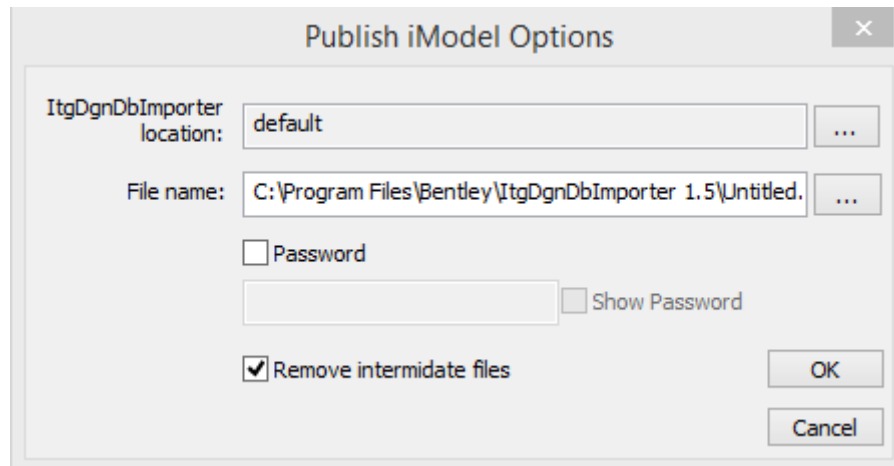 Publish iModel Options
ItgDgnDbImporter
location:
default
...
File name:
C:\Program Files\Bentley\ItgDgnDbImporter 1.5\Untitled.
...
Password
Show Password
Remove intermidate files
OK
Cancel